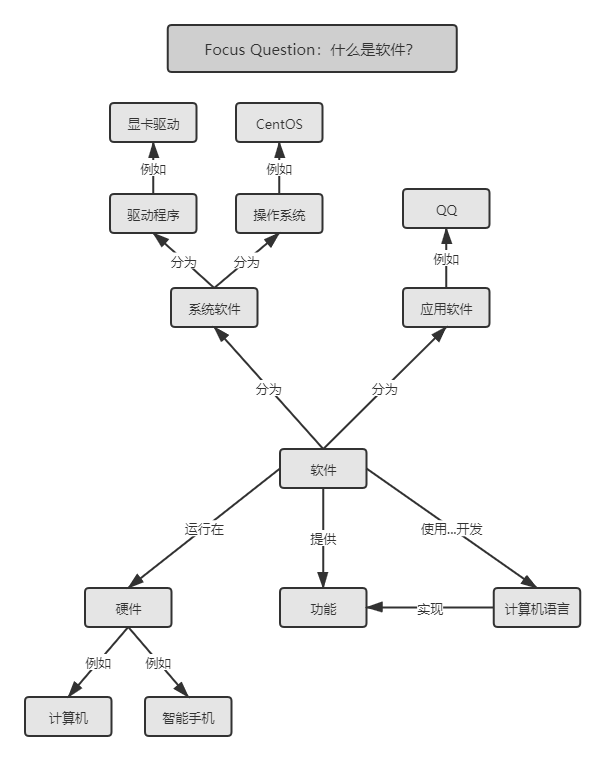 Focus Question：什么是软件?
显卡驱动
CentOS
例如
例如
驱动程序
操作系统
QQ
分为
分为
例如
系统软件
应用软件
分为
分为
软件
运行在
提供
使用...开发
硬件
功能
实现
计算机语言
例如
例如
计算机
智能手机